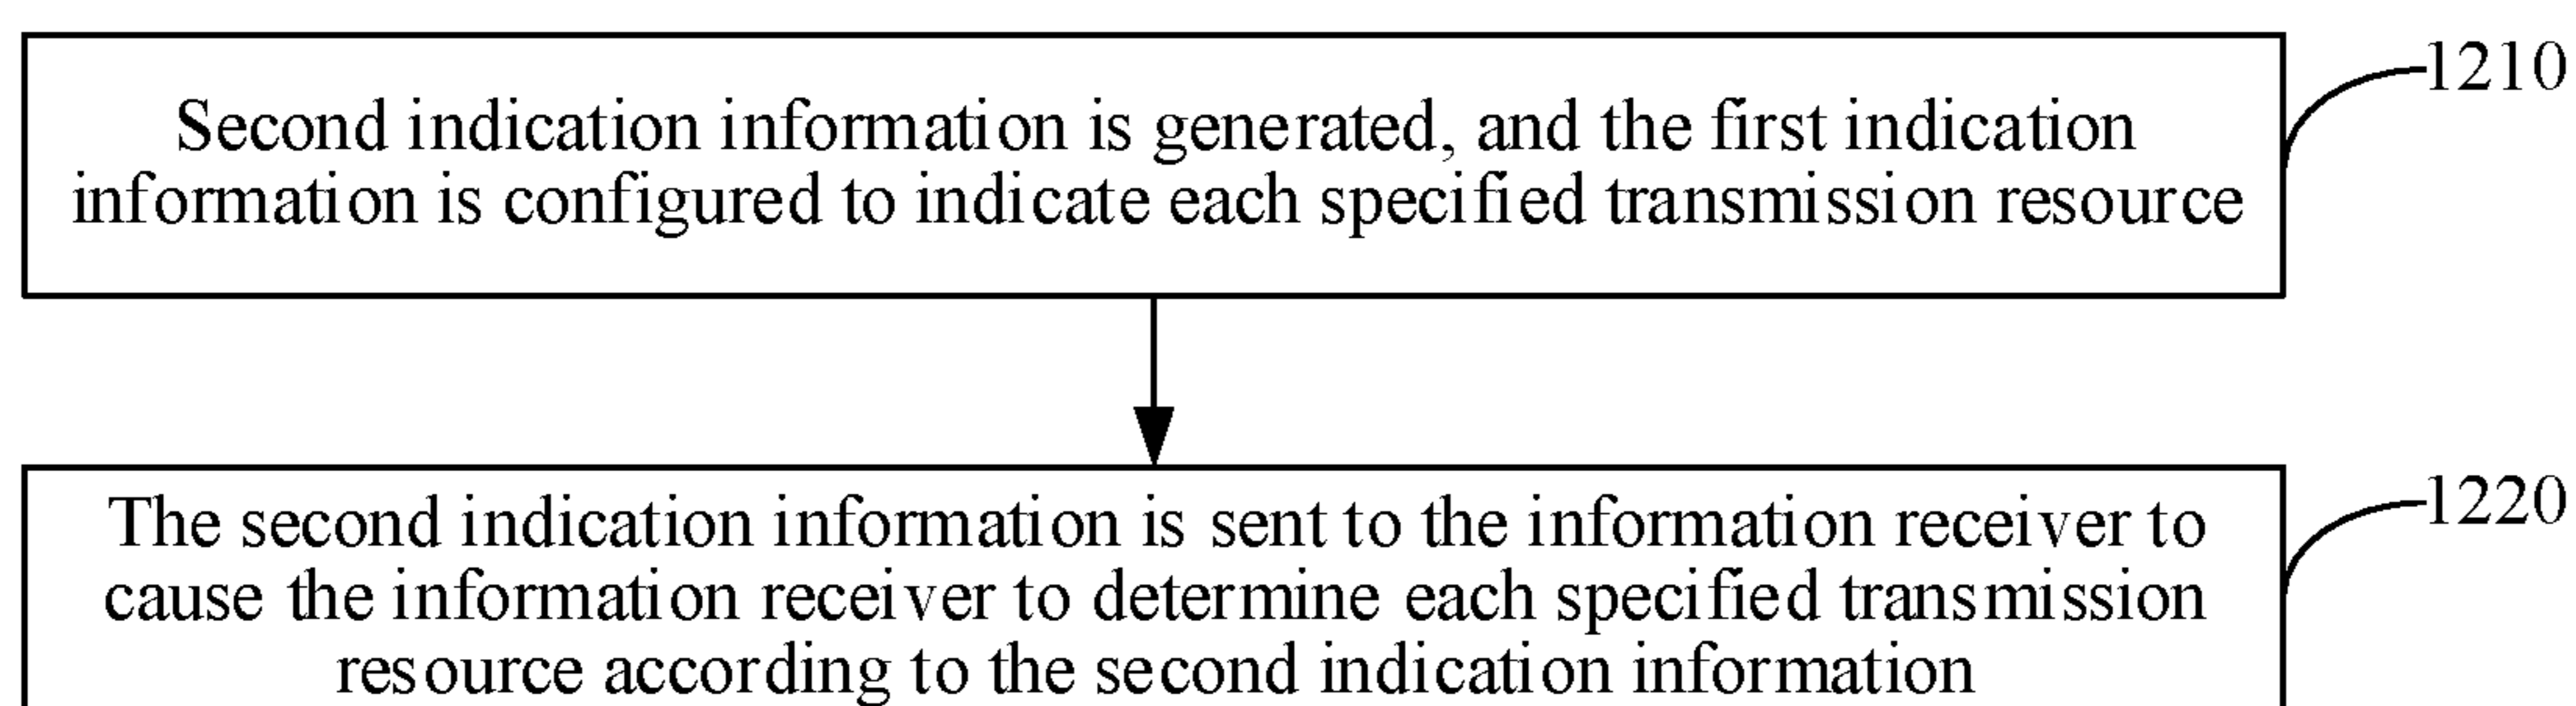 Second indication information is generated, and the first indication
information is configured to indicate each specified transmission resource
1210
The second indication information is sent to the information receiver to
cause the information receiver to determine each specified transmission
resource according to the second indication information
1220